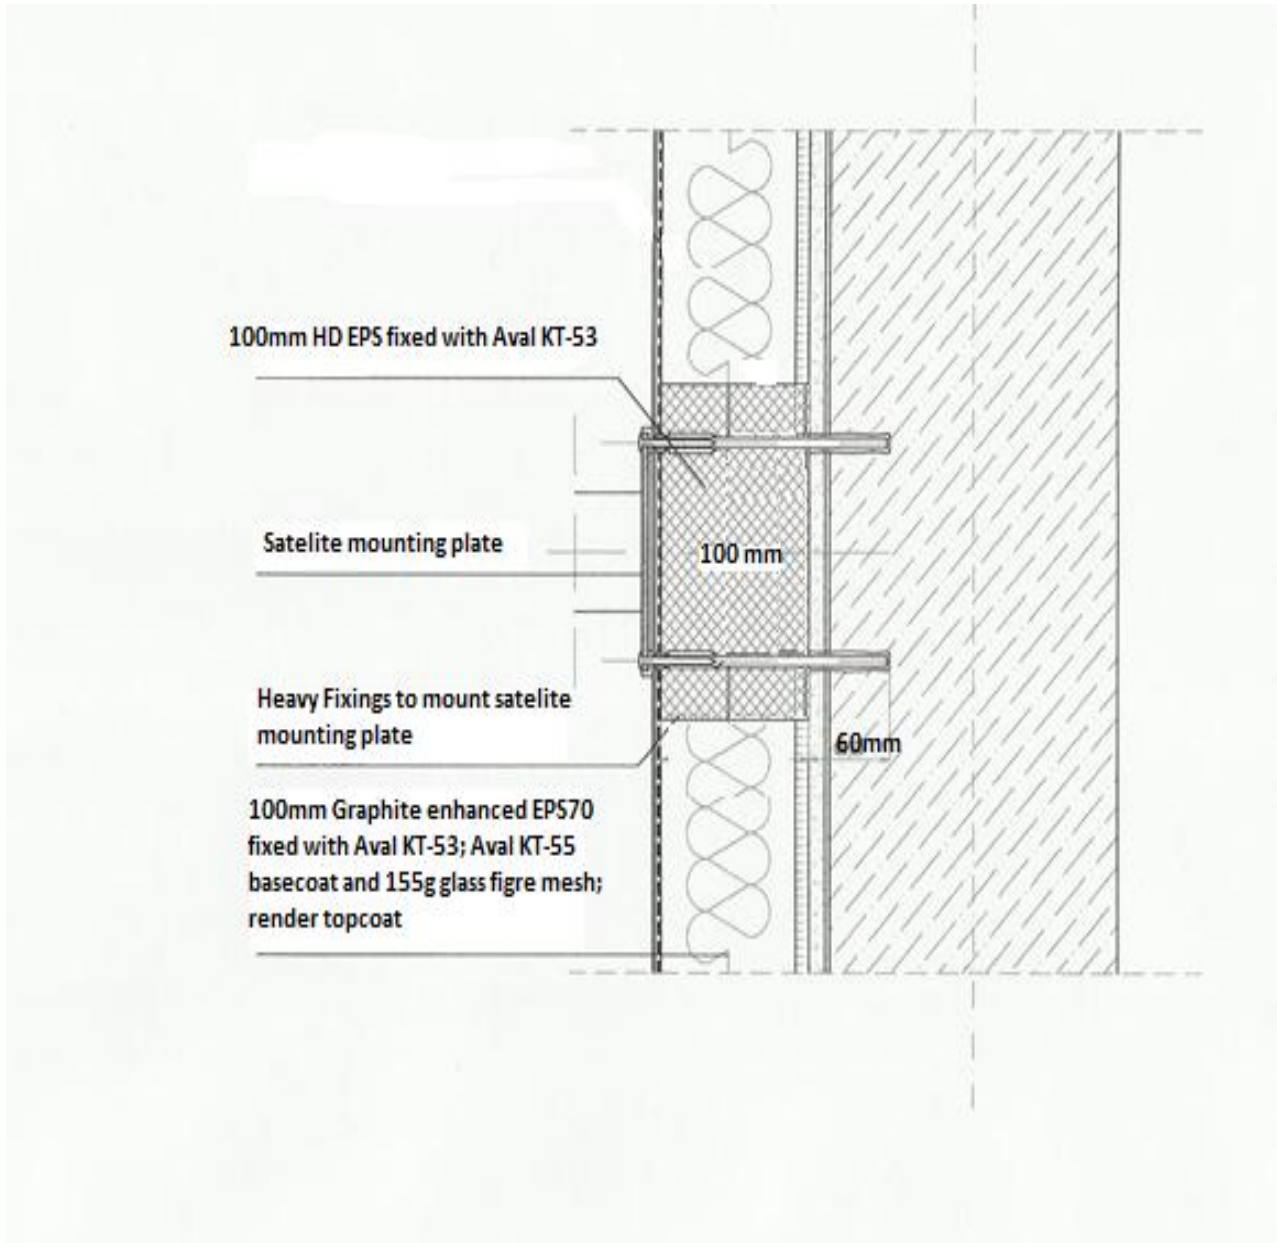 100mm HD EPS fixed with Aval KT-53
Satelite mounting plate
100 mm
Heavy Fixings to mount satelite
mounting plate
60mm
100mm Graphite enhanced EPS70
fixed with Aval KT-53; Aval KT-55
basecoat and 155g glass figre mesh;
render topcoat